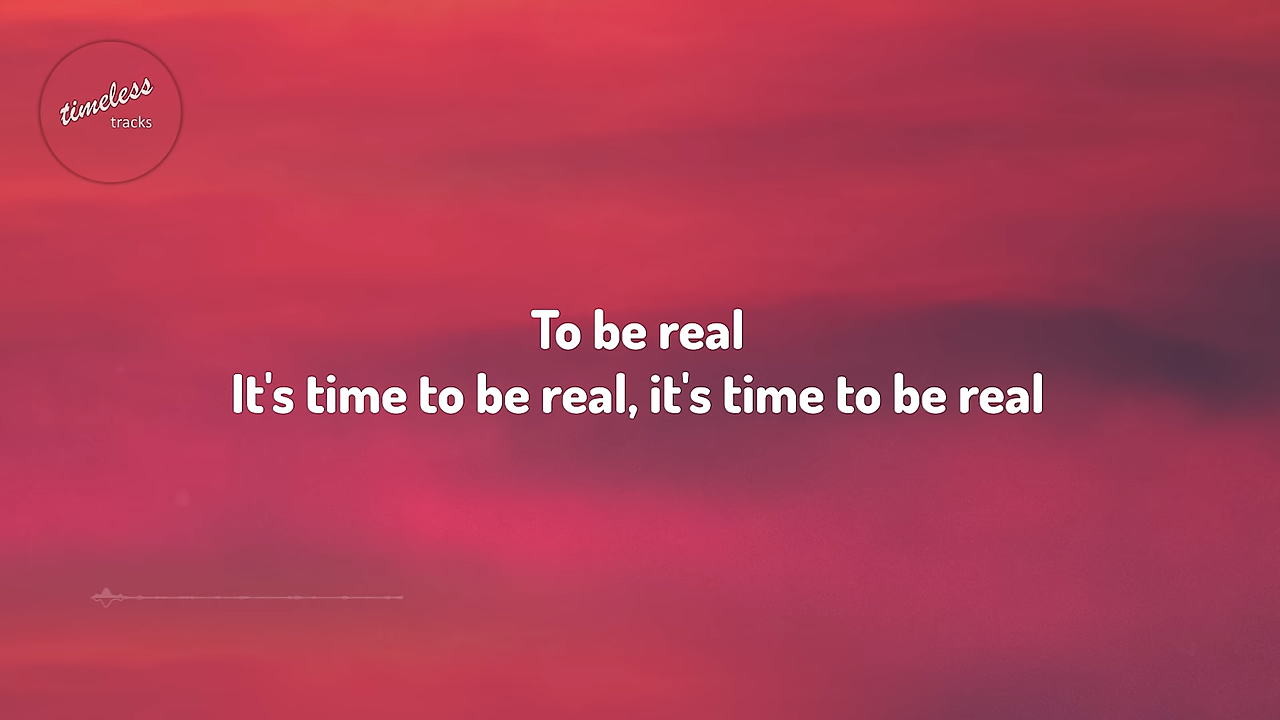 timeless
tracks
To be real
It's time to be real, it's time to be real